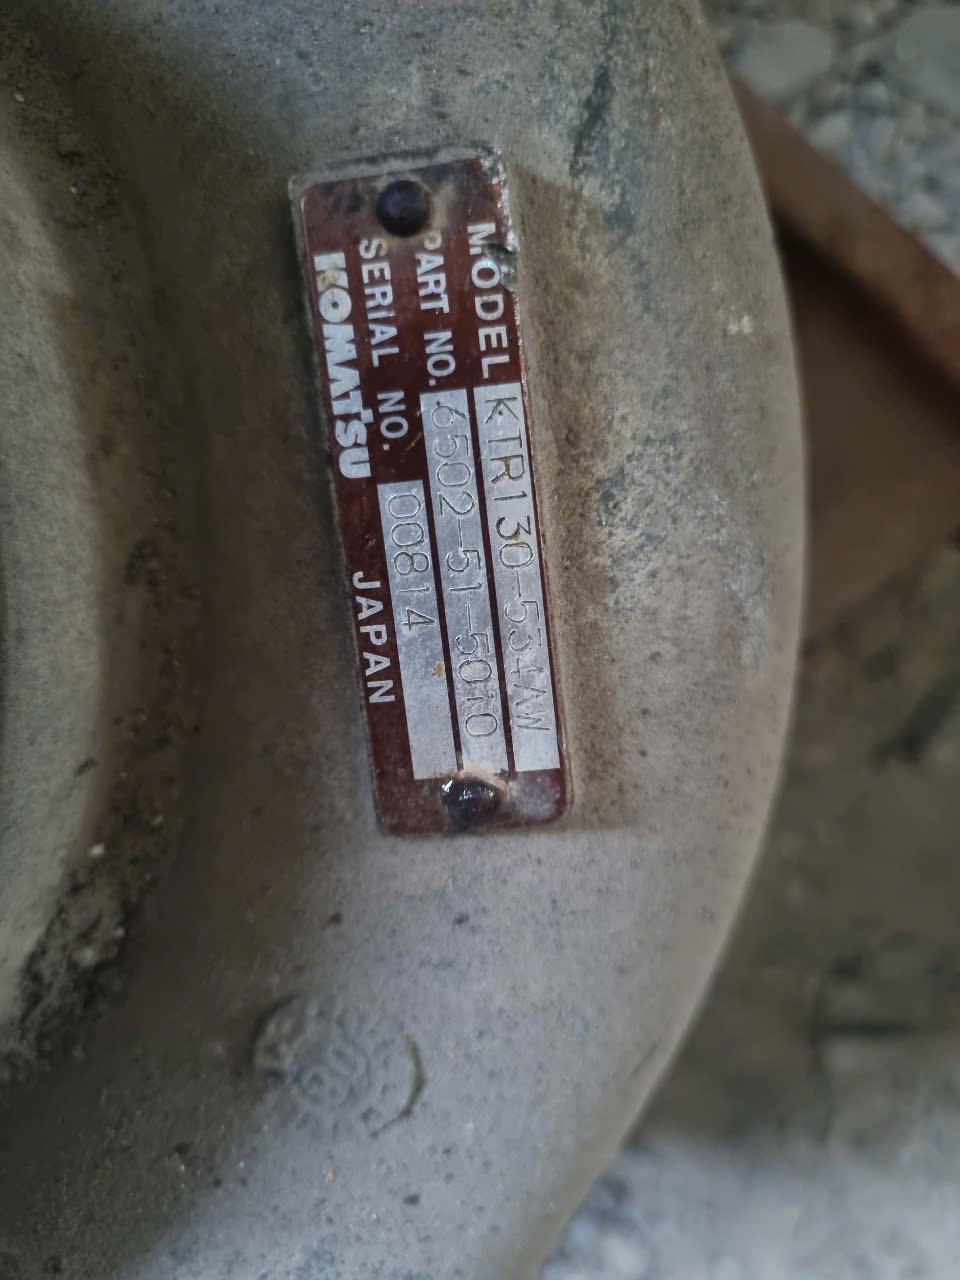 MODEL KTR130-534AW
PART NO. 6502-51-5010
SERIAL NO. 00814
KOMATSU JAPAN